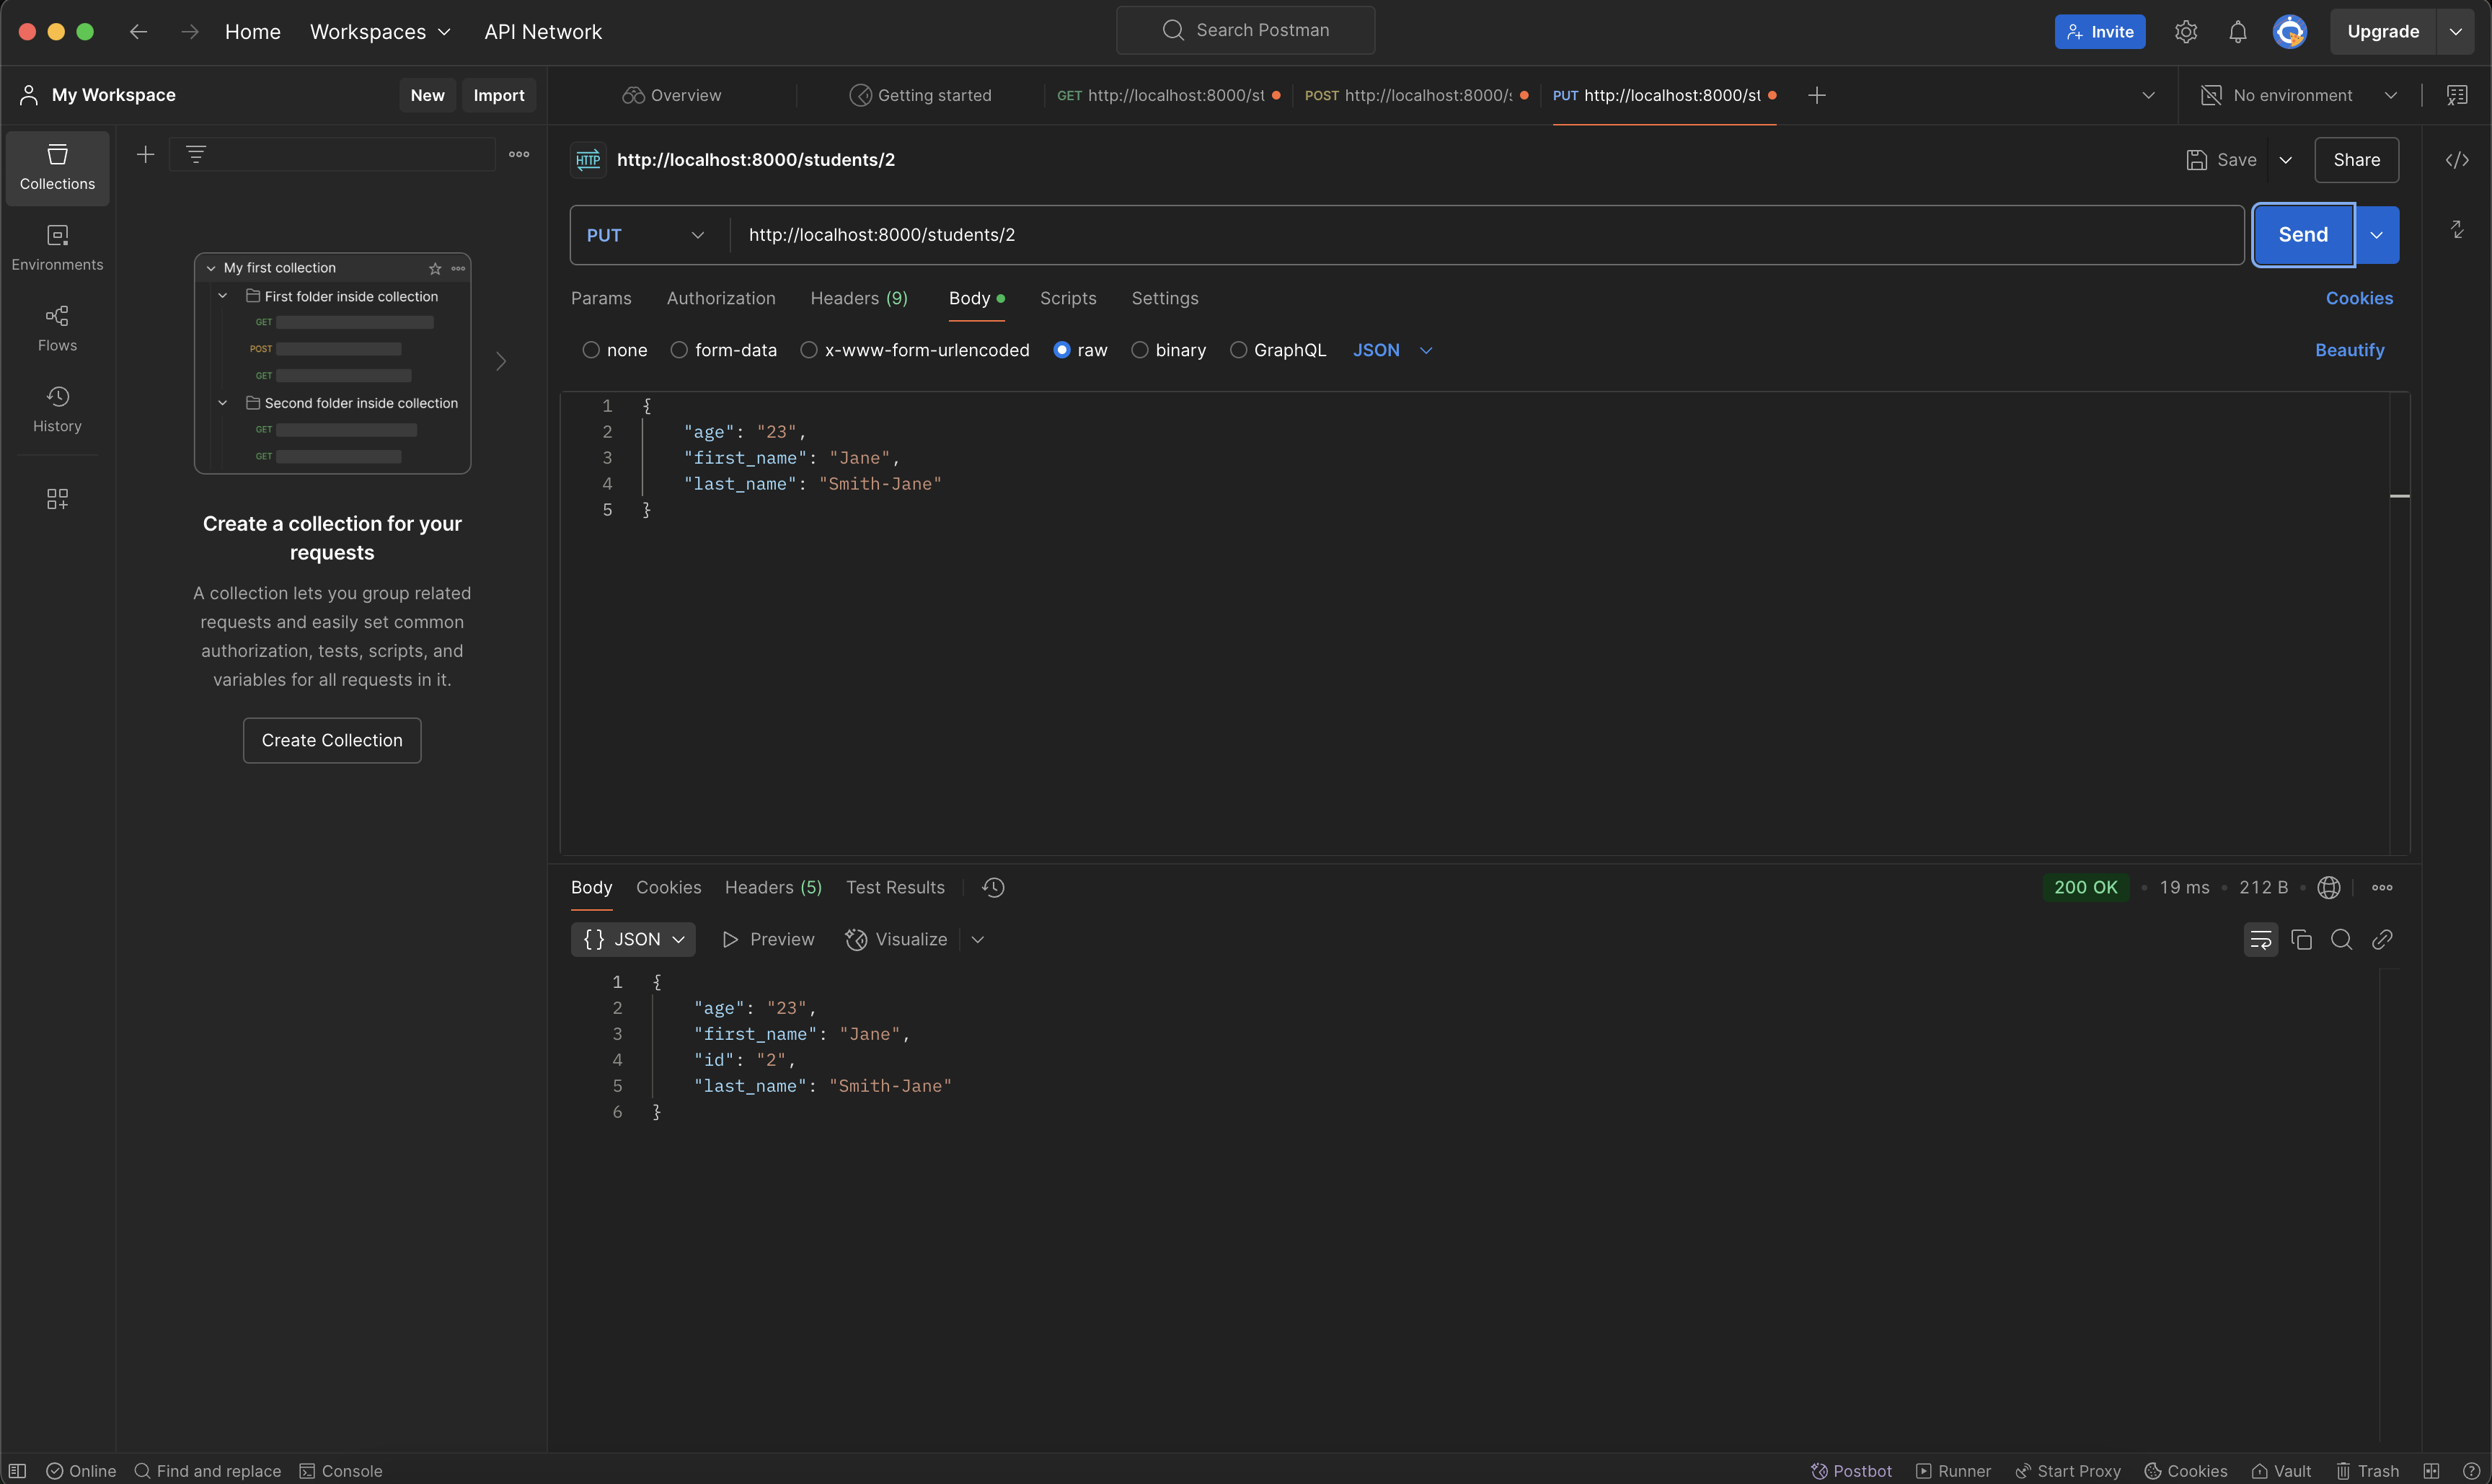 Home
Workspaces
API Network
Search Postman
Invite
Upgrade
My Workspace
New
Import
Overview
Getting started
GET http://localhost:8000/st
POST http://localhost:8000/s
PUT http://localhost:8000/st
No environment
Collections
Environments
Flows
History
My first collection
First folder inside collection
GET
POST
GET
Second folder inside collection
GET
GET
Create a collection for your
requests
A collection lets you group related
requests and easily set common
authorization, tests, scripts, and
variables for all requests in it.
Create Collection
HTTP
http://localhost:8000/students/2
Save
Share
PUT
http://localhost:8000/students/2
Send
Params
Authorization
Headers (9)
Body
Scripts
Settings
Cookies
none
form-data
x-www-form-urlencoded
raw
binary
GraphQL
JSON
Beautify
1 {
2 "age": "23",
3 "first_name": "Jane",
4 "last_name": "Smith-Jane"
5 }
Body
Cookies
Headers (5)
Test Results
200 OK
19 ms
212 B
{} JSON
Preview
Visualize
1 {
2 "age": "23",
3 "first_name": "Jane",
4 "id": "2",
5 "last_name": "Smith-Jane"
6 }
Online
Find and replace
Console
Postbot
Runner
Start Proxy
Cookies
Vault
Trash